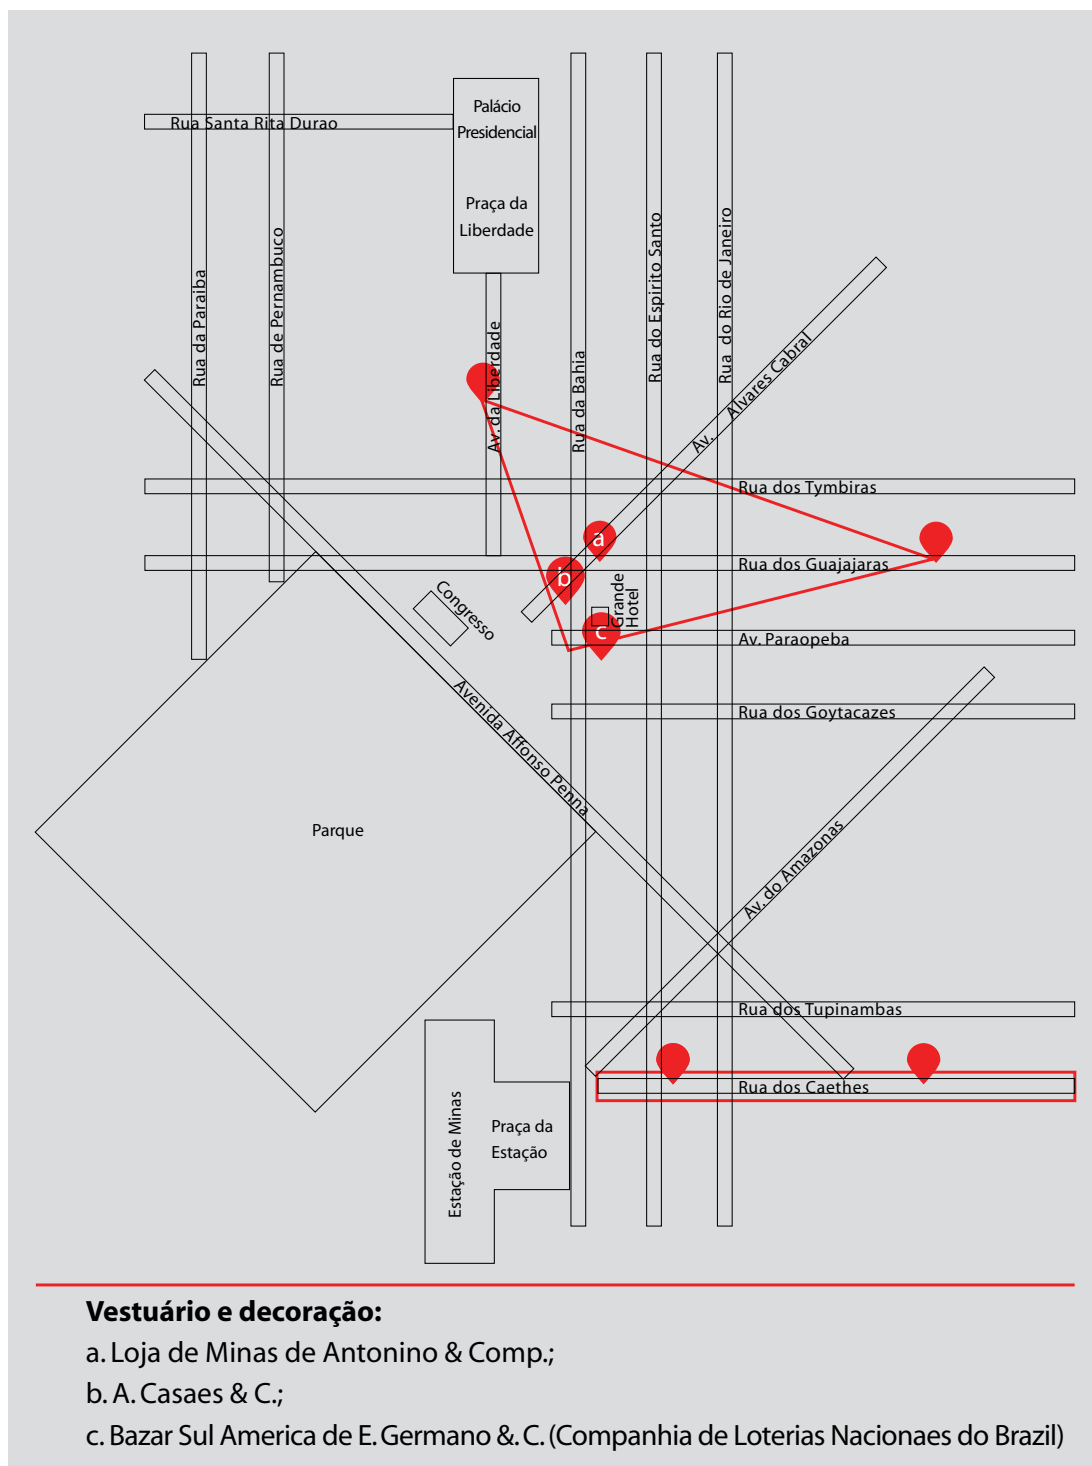 Palácio
Presidencial
Rua Santa Rita Durao
Praça da
Liberdade
Rua da Paraiba
Rua de Pernambuco
Av. da Liberdade
Rua da Bahia
Rua do Espirito Santo
Rua do Rio de Janeiro
Av. Alvares Cabral
Rua dos Tymbiras
a
Rua dos Guajajaras
b
Congresso
Grande
Hotel
c
Av. Paraopeba
Rua dos Goytacazes
Avenida Affonso Penna
Parque
Av. do Amazonas
Rua dos Tupinambas
Rua dos Caethes
Estação de Minas
Praça da
Estação
Vestuário e decoração:
a. Loja de Minas de Antonino & Comp.;
b. A. Casaes & C.;
c. Bazar Sul America de E. Germano &. C. (Companhia de Loterias Nacionaes do Brazil)